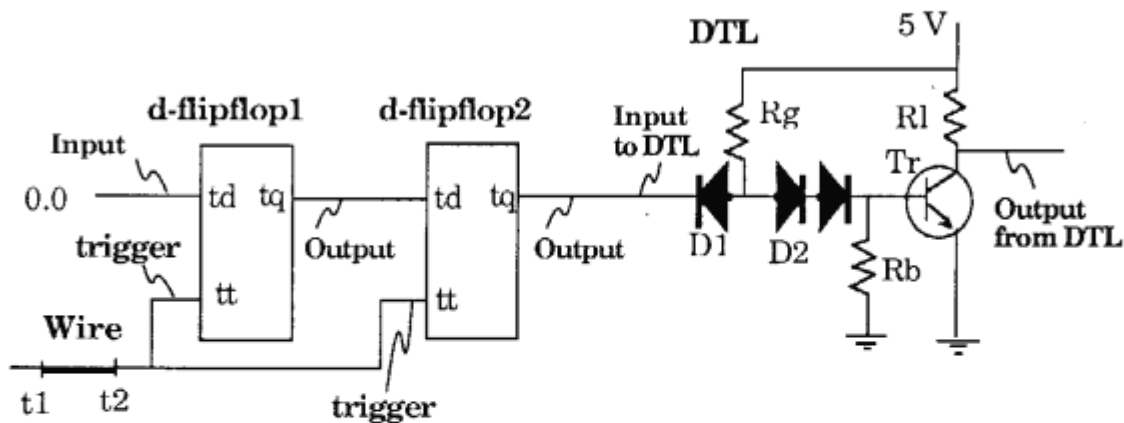 DTL
5 V
d-flipflop1
d-flipflop2
Input
Input
to DTL
Rg
Rl
Tr
0.0
td
tq
td
tq
Output
Output
D1
D2
Output
from DTL
trigger
tt
tt
Rb
Wire
t1
t2
trigger